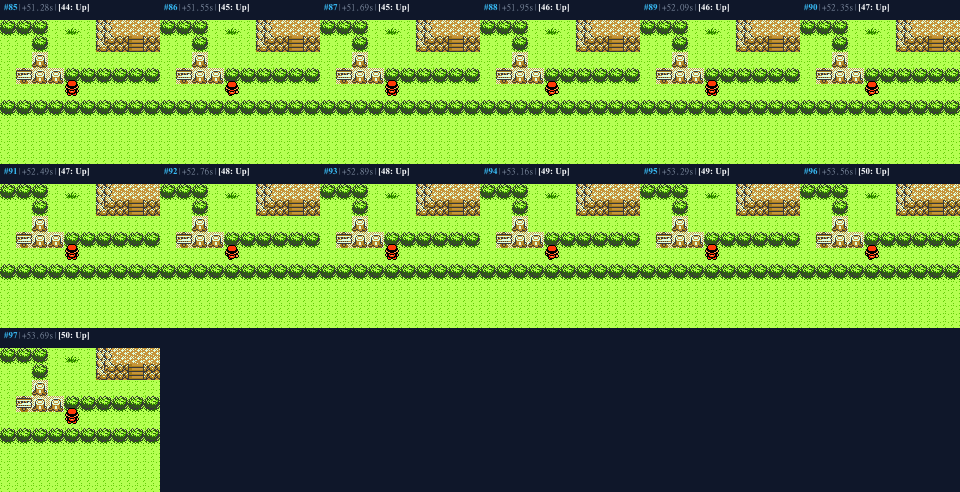 #85|+51.28s|[44: Up]
#86|+51.55s|[45: Up]
#87|+51.69s|[45: Up]
#88|+51.95s|[46: Up]
#89|+52.09s|[46: Up]
#90|+52.35s|[47: Up]
#91|+52.49s|[47: Up]
#92|+52.76s|[48: Up]
#93|+52.89s|[48: Up]
#94|+53.16s|[49: Up]
#95|+53.29s|[49: Up]
#96|+53.56s|[50: Up]
#97|+53.69s|[50: Up]